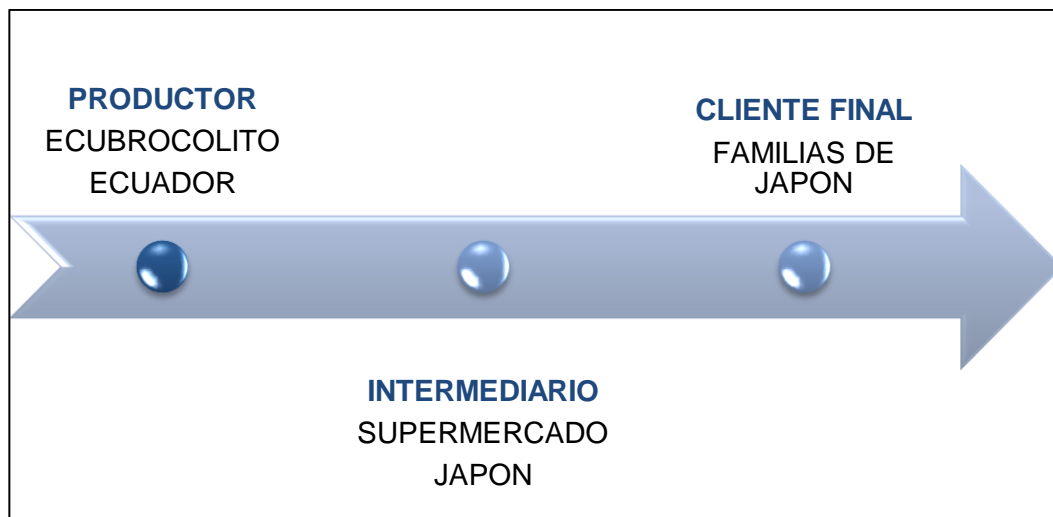 PRODUCTOR
ECUBROCOLITO
ECUADOR
INTERMEDIARIO
SUPERMERCADO
JAPON
CLIENTE FINAL
FAMILIAS DE
JAPON